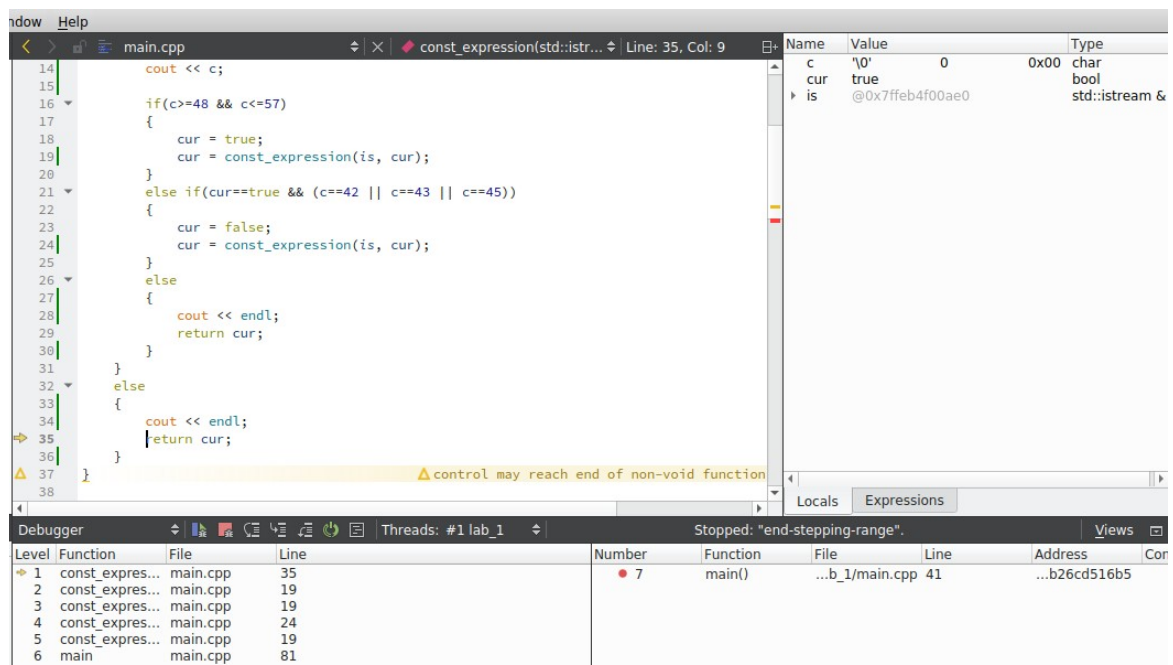 ndow Help
main.cpp const_expression(std::istr... Line: 35, Col: 9
Name Value Type
c '\0' 0 0x00 char
cur true bool
is @0x7ffeb4f00ae0 std::istream &
14 cout << c;
15
16 if(c>=48 && c<=57)
17 {
18 cur = true;
19 cur = const_expression(is, cur);
20 }
21 else if(cur==true && (c==42 || c==43 || c==45))
22 {
23 cur = false;
24 cur = const_expression(is, cur);
25 }
26 else
27 {
28 cout << endl;
29 return cur;
30 }
31 }
32 else
33 {
34 cout << endl;
35 return cur;
36 }
37 } control may reach end of non-void function
38
Locals Expressions
Debugger Threads: #1 lab_1 Stopped: "end-stepping-range". Views
Level Function File Line
1 const_expres... main.cpp 35
2 const_expres... main.cpp 19
3 const_expres... main.cpp 19
4 const_expres... main.cpp 24
5 const_expres... main.cpp 19
6 main main.cpp 81
Number Function File Line Address Con
7 main() ...b_1/main.cpp 41 ...b26cd516b5